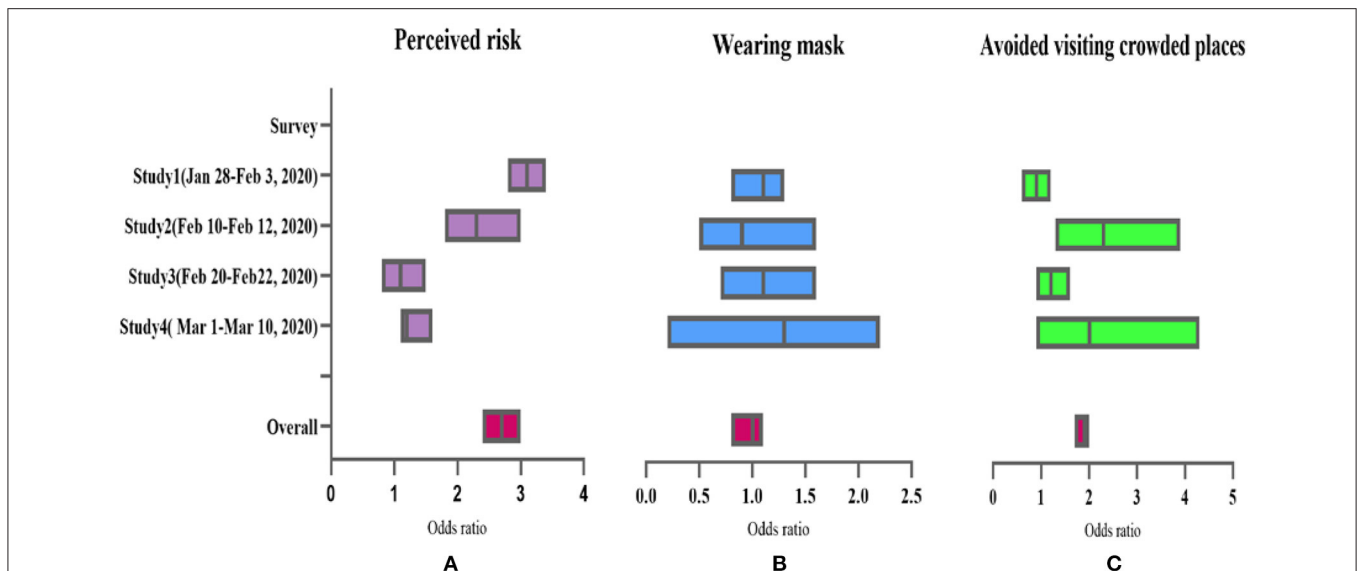 Perceived risk
Wearing mask
Avoided visiting crowded places
Survey
Study1(Jan 28-Feb 3, 2020)
Study2(Feb 10-Feb 12, 2020)
Study3(Feb 20-Feb22, 2020)
Study4( Mar 1-Mar 10, 2020)
Overall
0 1 2 3 4
0.0 0.5 1.0 1.5 2.0 2.5
0 1 2 3 4 5
Odds ratio
Odds ratio
Odds ratio
A
B
C